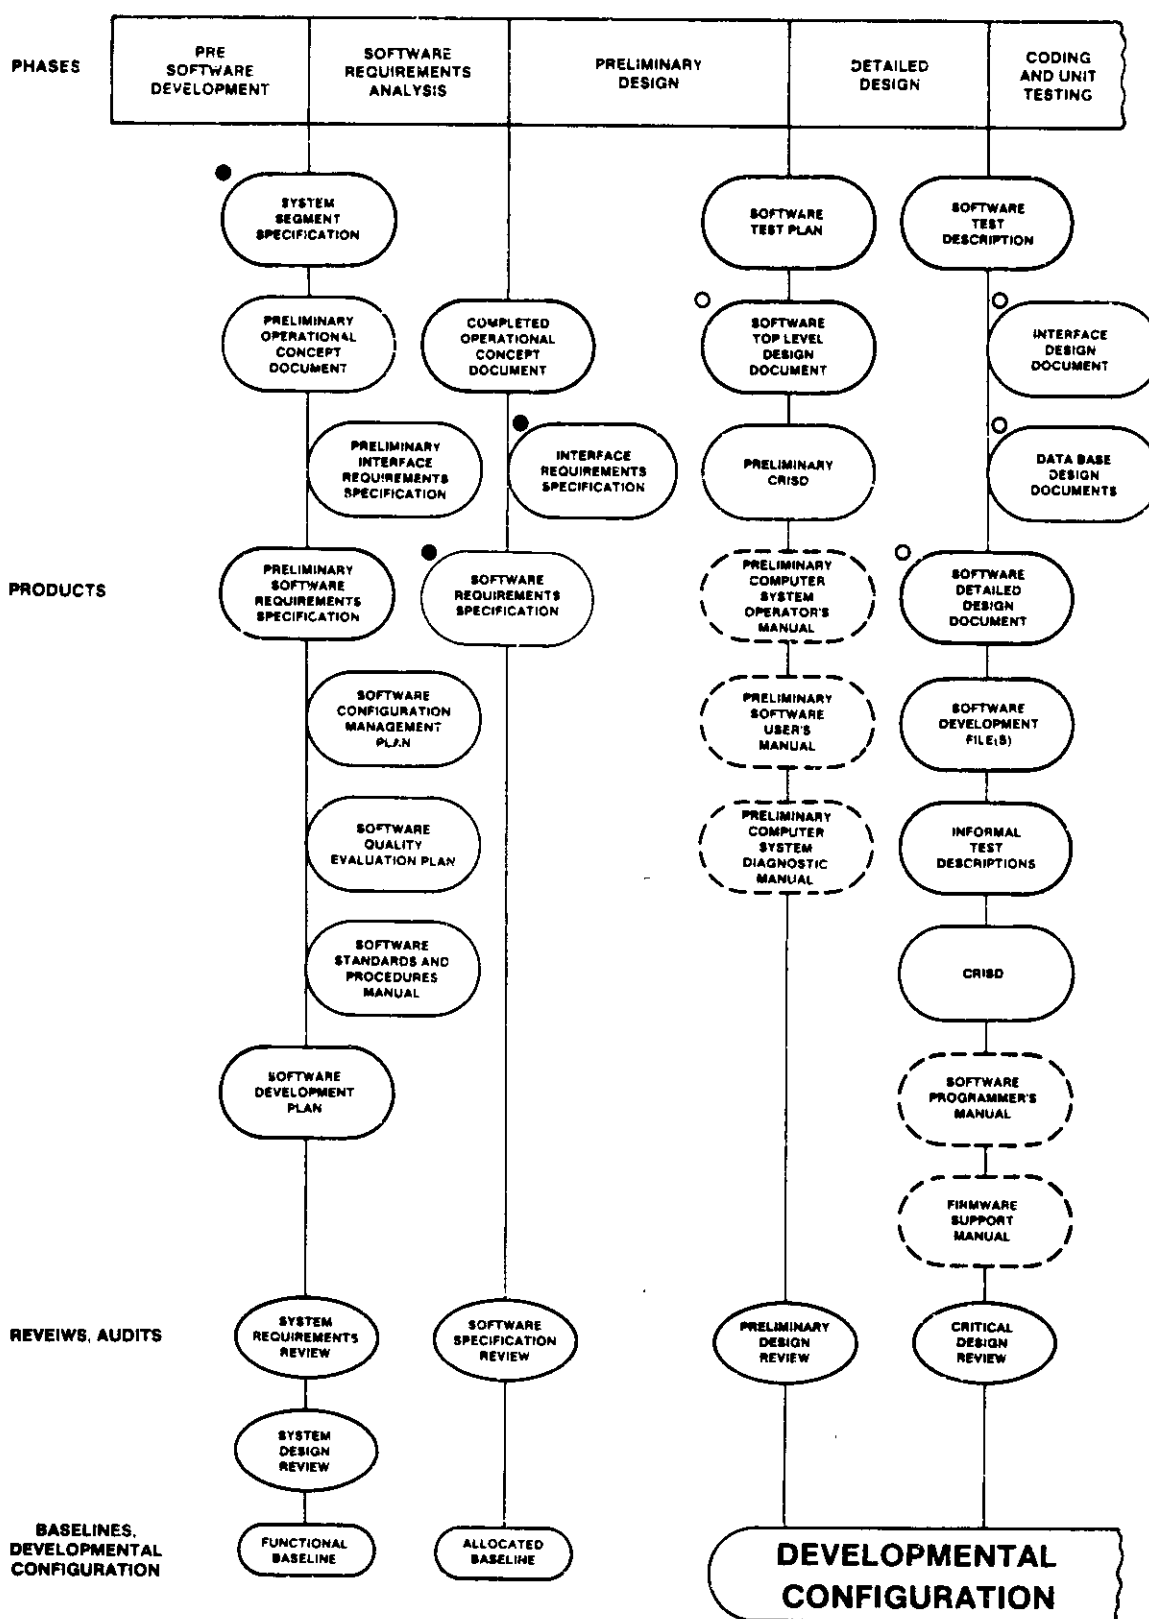 PHASES
PRE
SOFTWARE
DEVELOPMENT
SOFTWARE
REQUIREMENTS
ANALYSIS
PRELIMINARY
DESIGN
DETAILED
DESIGN
CODING
AND UNIT
TESTING
SYSTEM
SEGMENT
SPECIFICATION
SOFTWARE
TEST PLAN
SOFTWARE
TEST
DESCRIPTION
PRELIMINARY
OPERATIONAL
CONCEPT
DOCUMENT
COMPLETED
OPERATIONAL
CONCEPT
DOCUMENT
SOFTWARE
TOP LEVEL
DESIGN
DOCUMENT
INTERFACE
DESIGN
DOCUMENT
PRELIMINARY
INTERFACE
REQUIREMENTS
SPECIFICATION
INTERFACE
REQUIREMENTS
SPECIFICATION
PRELIMINARY
CRISD
DATA BASE
DESIGN
DOCUMENTS
PRODUCTS
PRELIMINARY
SOFTWARE
REQUIREMENTS
SPECIFICATION
SOFTWARE
REQUIREMENTS
SPECIFICATION
PRELIMINARY
COMPUTER
SYSTEM
OPERATOR'S
MANUAL
SOFTWARE
DETAILED
DESIGN
DOCUMENT
SOFTWARE
CONFIGURATION
MANAGEMENT
PLAN
PRELIMINARY
SOFTWARE
USER'S
MANUAL
SOFTWARE
DEVELOPMENT
FILE(S)
SOFTWARE
QUALITY
EVALUATION PLAN
PRELIMINARY
COMPUTER
SYSTEM
DIAGNOSTIC
MANUAL
INFORMAL
TEST
DESCRIPTIONS
SOFTWARE
STANDARDS AND
PROCEDURES
MANUAL
CRISD
SOFTWARE
DEVELOPMENT
PLAN
SOFTWARE
PROGRAMMER'S
MANUAL
FIRMWARE
SUPPORT
MANUAL
REVEIWS, AUDITS
SYSTEM
REQUIREMENTS
REVIEW
SOFTWARE
SPECIFICATION
REVIEW
PRELIMINARY
DESIGN
REVIEW
CRITICAL
DESIGN
REVIEW
SYSTEM
DESIGN
REVIEW
BASELINES,
DEVELOPMENTAL
CONFIGURATION
FUNCTIONAL
BASELINE
ALLOCATED
BASELINE
DEVELOPMENTAL
CONFIGURATION